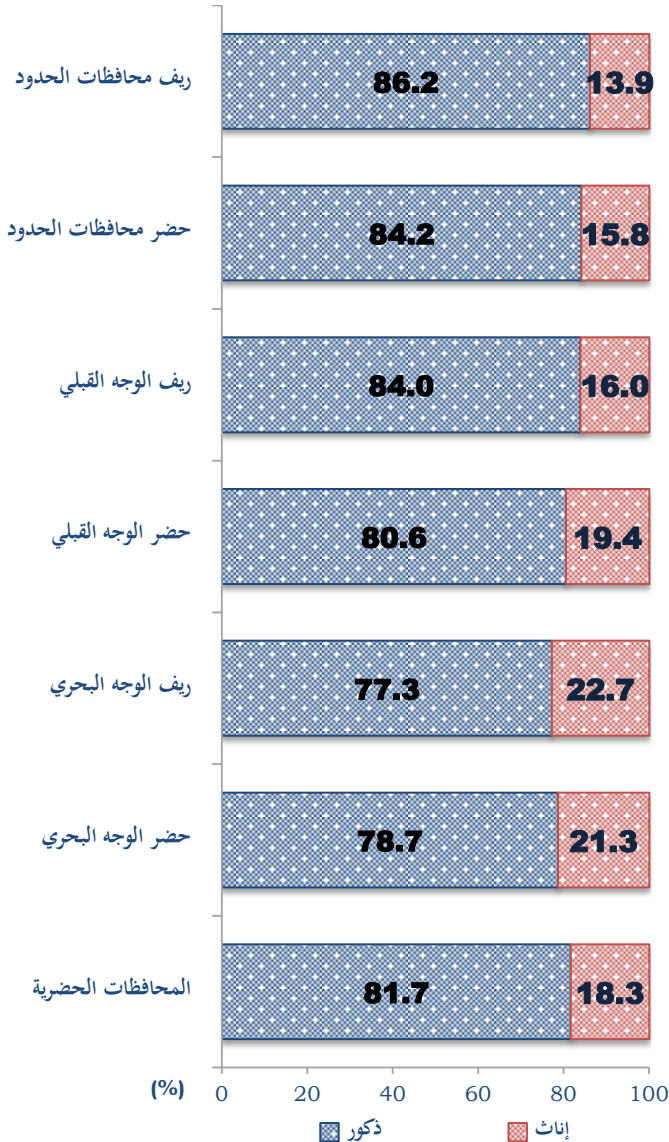 ريف محافظات الحدود
86.2
13.9
حضر محافظات الحدود
84.2
15.8
ريف الوجه القبلي
84.0
16.0
حضر الوجه القبلي
80.6
19.4
ريف الوجه البحري
77.3
22.7
حضر الوجه البحري
78.7
21.3
المحافظات الحضرية
81.7
18.3
(%)
0 20 40 60 80 100
ذكور
إناث